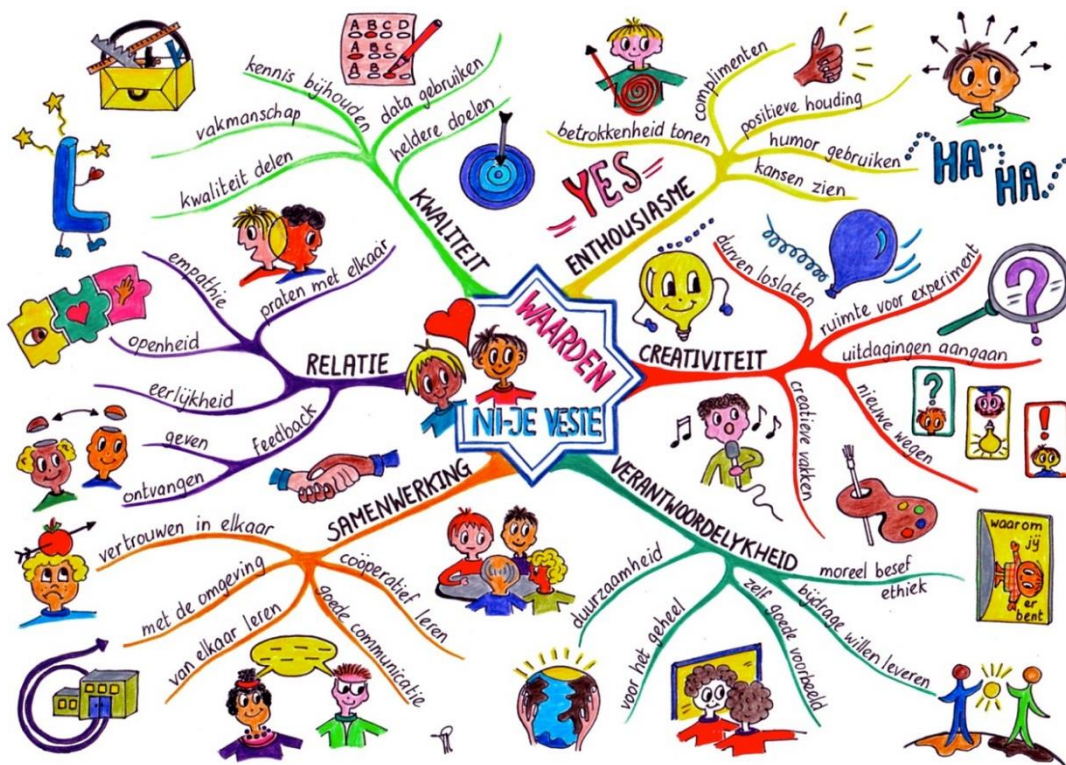 WAARDEN
NI-JE VESTE
KWALITEIT
kwaliteit delen
vakmanschap
kennis bijhouden
data gebruiken
heldere doelen
A B C D
A B C
A B
ENTHOUSIASME
betrokkenheid tonen
complimenten
positieve houding
humor gebruiken
kansen zien
YES
HA
HA
CREATIVITEIT
durven loslaten
ruimte voor experiment
uitdagingen aangaan
nieuwe wegen
creatieve vakken
?
?
!
VERANTWOORDELYKHEID
moreel besef
ethiek
bijdrage willen leveren
zelf goede voorbeeld
voor het geheel
duurzaamheid
waarom
jij
er
bent
SAMENWERKING
coöperatief leren
goede communicatie
van elkaar leren
met de omgeving
vertrouwen in elkaar
RELATIE
feedback
ontvangen
geven
eerlijkheid
openheid
empathie
praten met elkaar